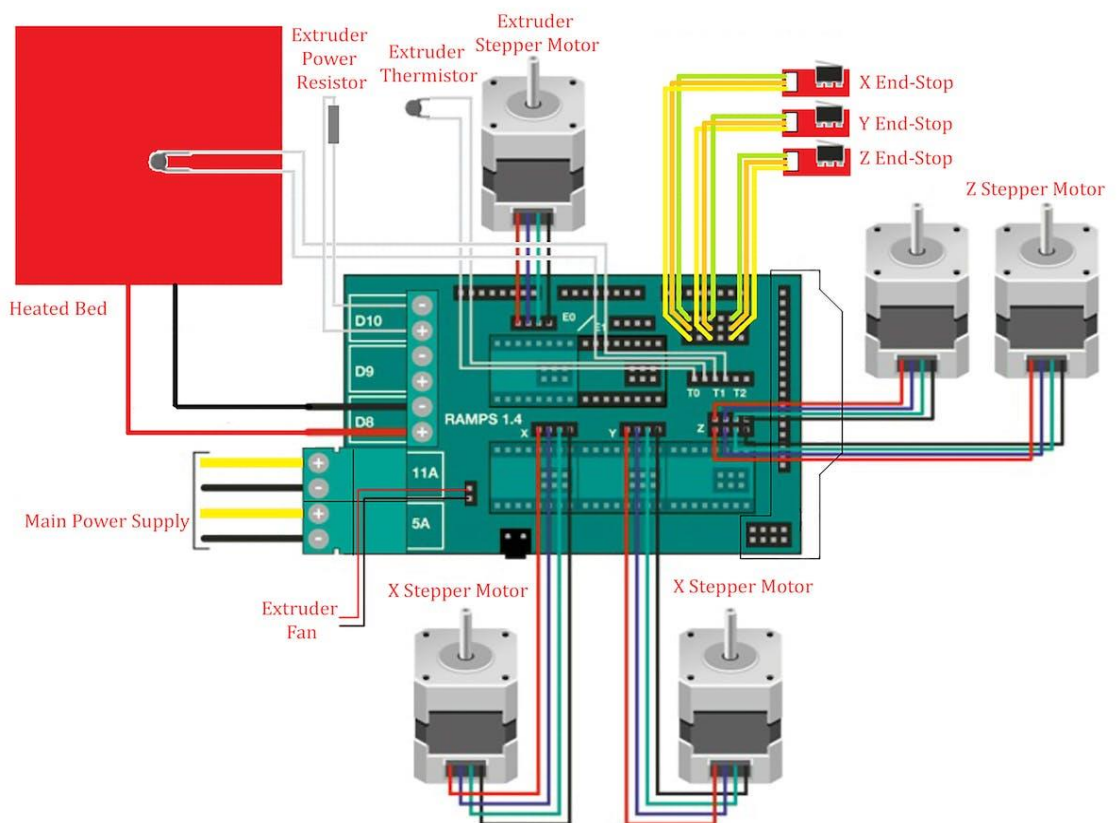 Extruder
Stepper Motor
Extruder
Power
Resistor
Extruder
Thermistor
X End-Stop
Y End-Stop
Z End-Stop
Z Stepper Motor
Heated Bed
D10
E0
E1
D9
T0 T1 T2
D8
RAMPS 1.4
X
Y
Z
11A
Main Power Supply
5A
Extruder
Fan
X Stepper Motor
X Stepper Motor